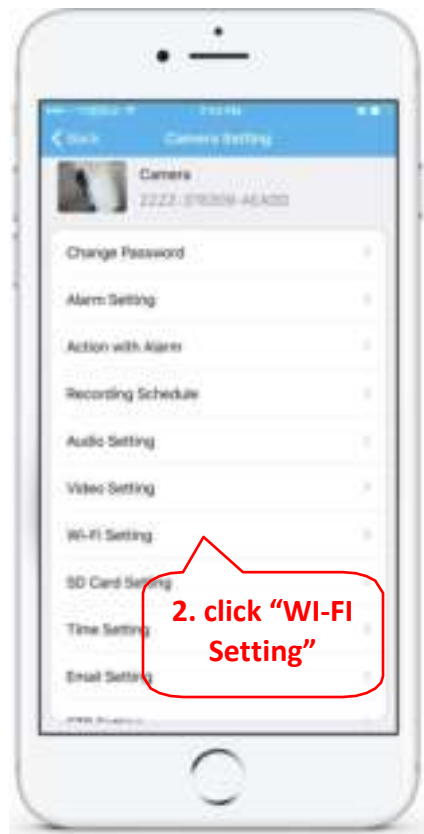 Back Camera Setting
Camera
Change Password
Alarm Setting
Action with Alarm
Recording Schedule
Audio Setting
Video Setting
Wi-Fi Setting
SD Card Setting
Time Setting
Email Setting
2. click “WI-FI
Setting”